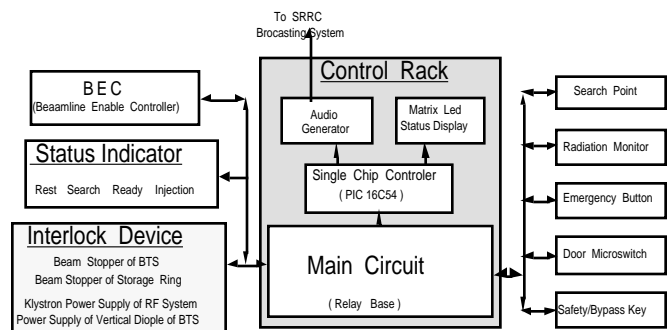 To SRRC
Brocasting System
Control Rack
BEC
(Beaamline Enable Controller)
Status Indicator
Rest Search Ready Injection
Interlock Device
Beam Stopper of BTS
Beam Stopper of Storage Ring
Klystron Power Supply of RF System
Power Supply of Vertical Diople of BTS
Audio
Generator
Matrix Led
Status Display
Single Chip Controler
( PIC 16C54 )
Main Circuit
( Relay Base )
Search Point
Radiation Monitor
Emergency Button
Door Microswitch
Safety/Bypass Key